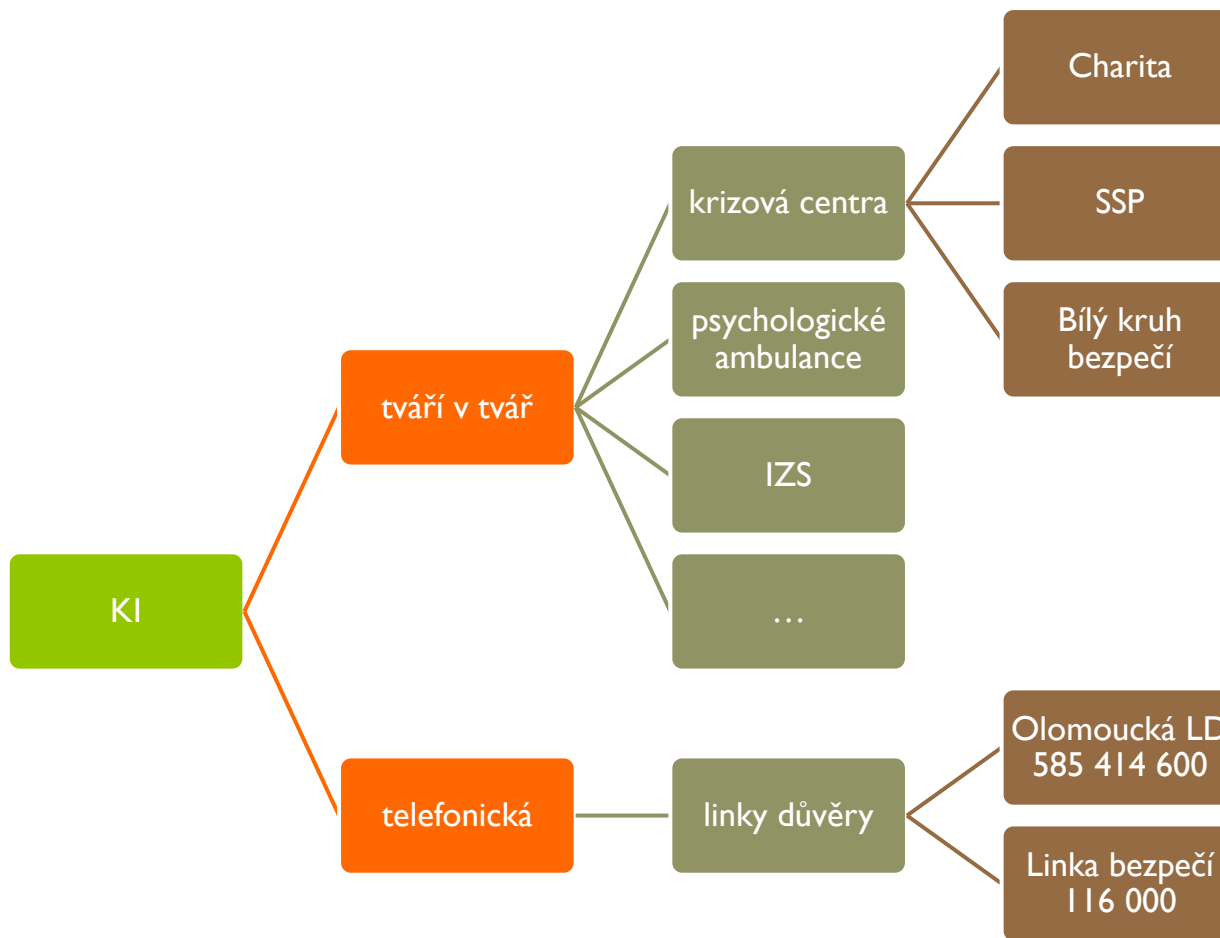 Charita
krizová centra
SSP
psychologické
ambulance
Bílý kruh
bezpečí
tváří v tvář
IZS
KI
…
Olomoucká LD
585 414 600
telefonická
linky důvěry
Linka bezpečí
116 000